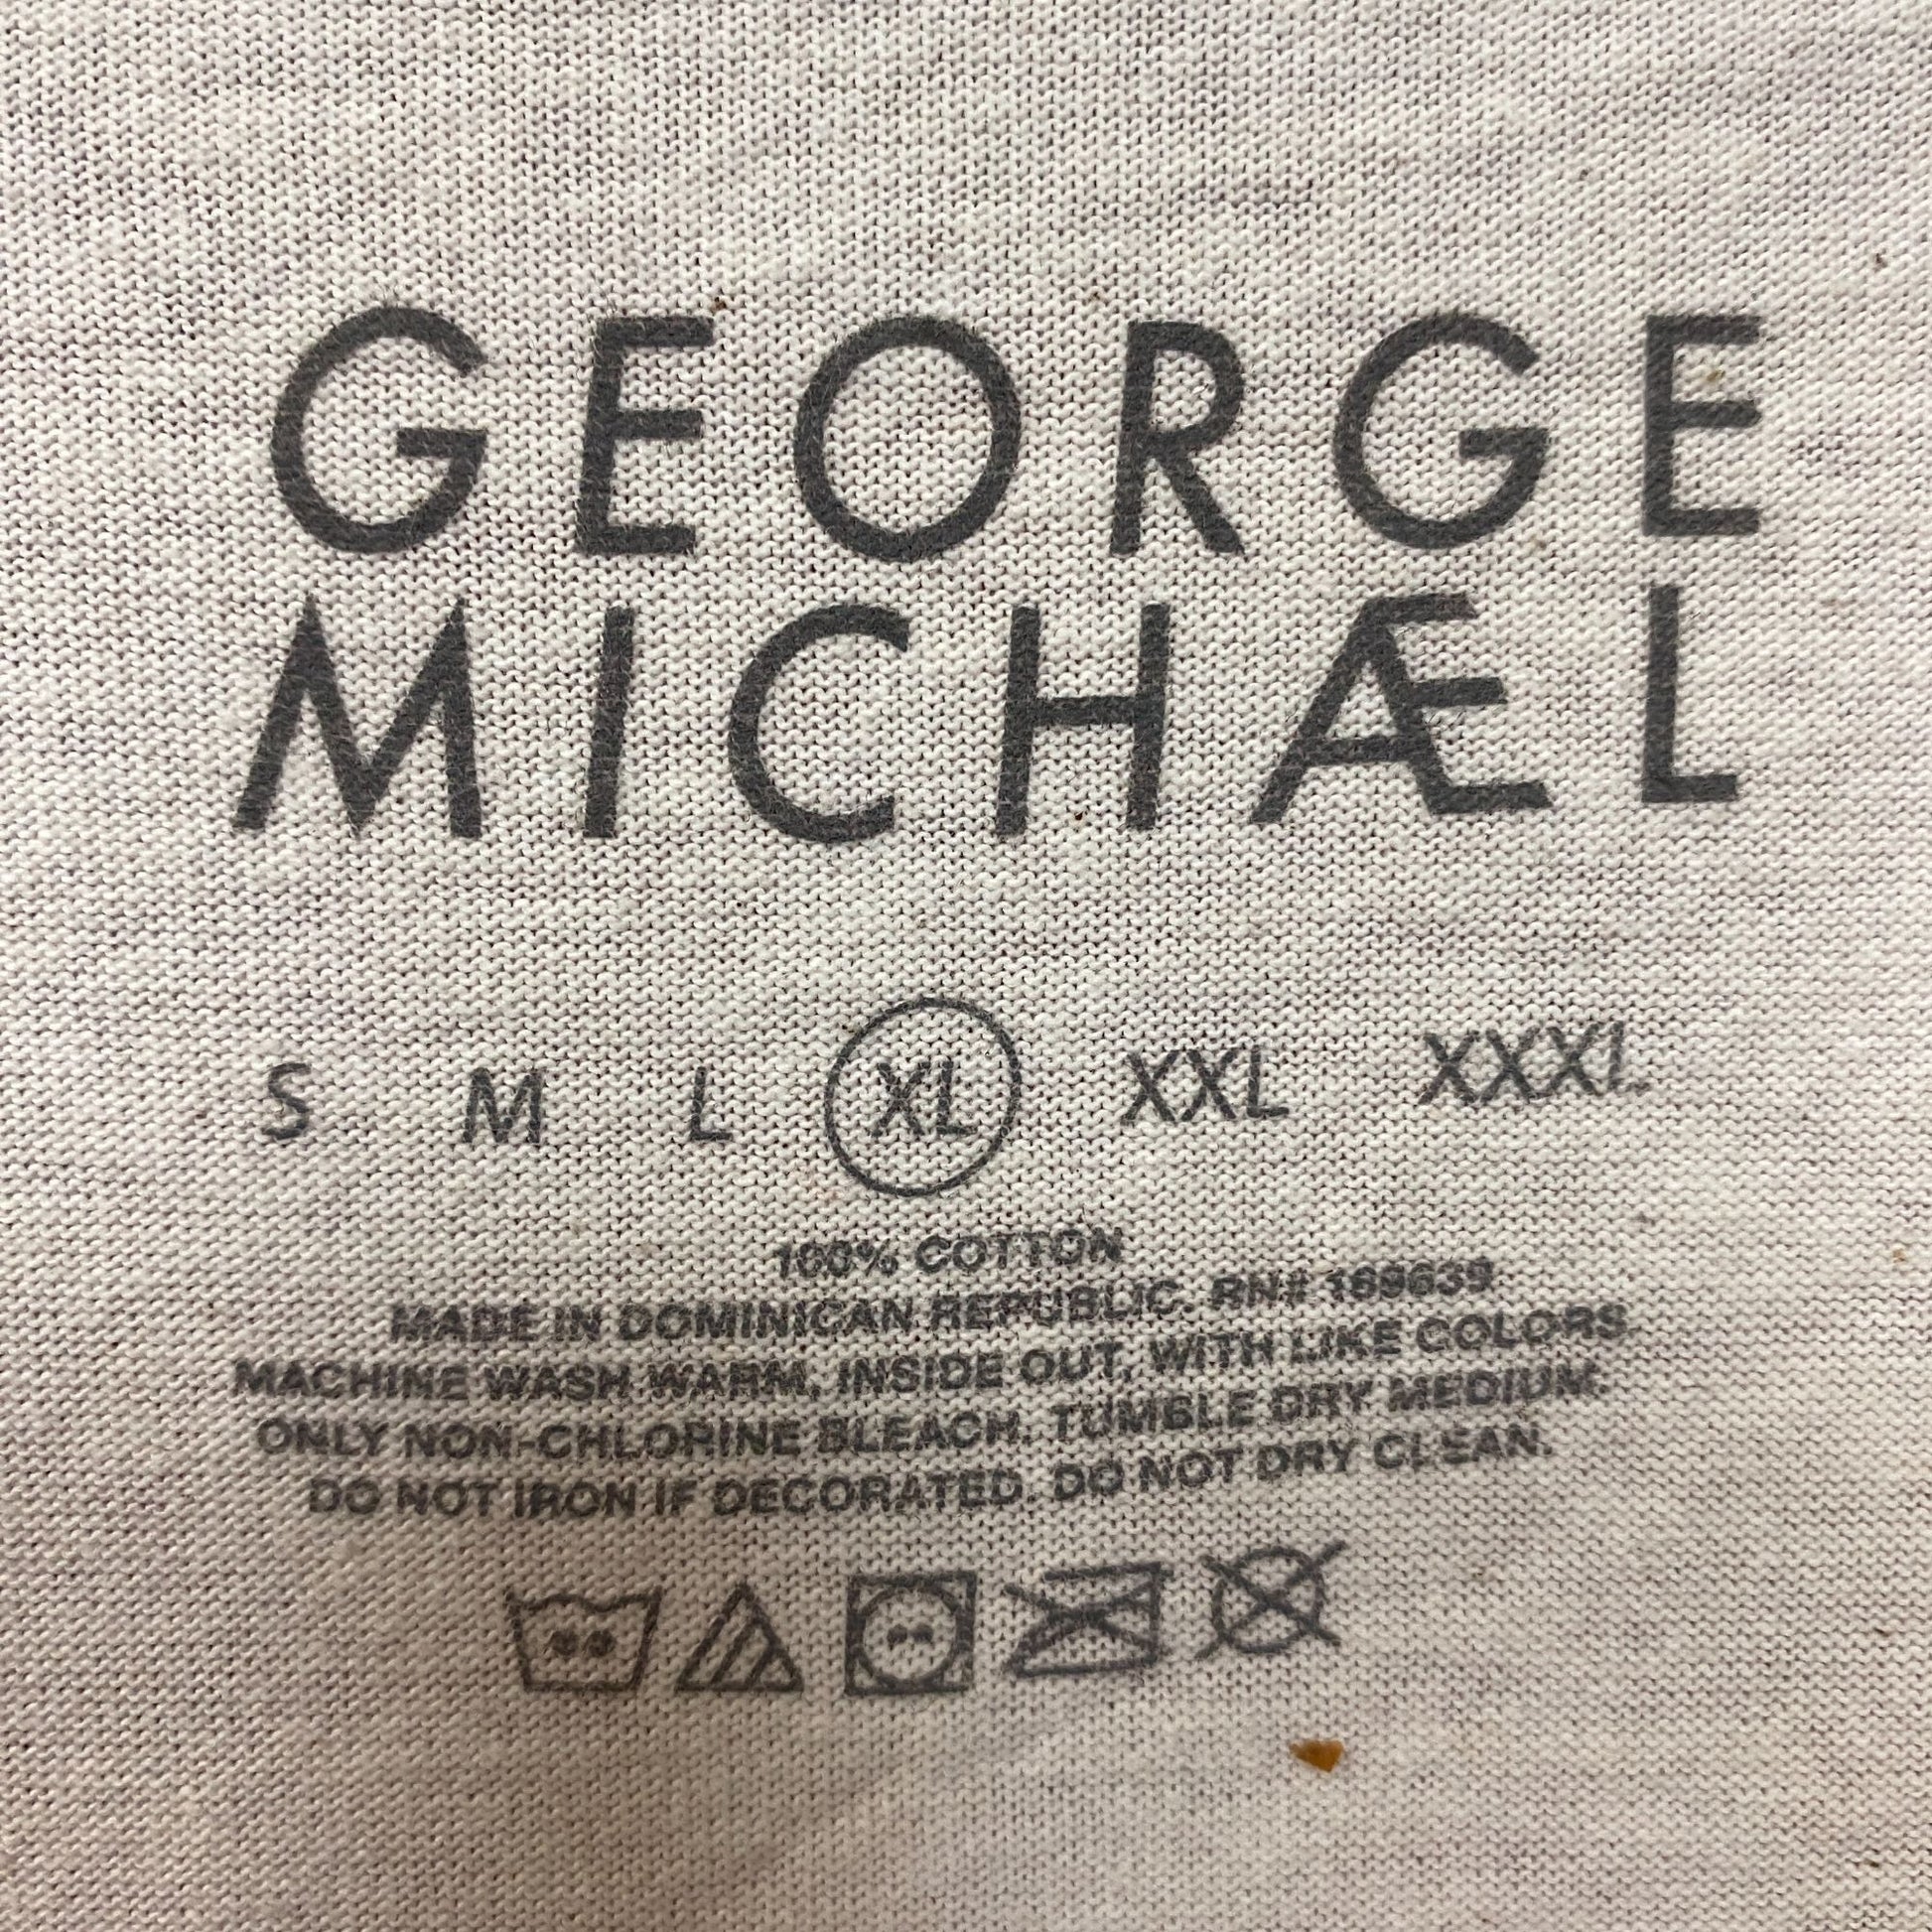 GEORGE
MICHÆL
S M L XL XXL XXXL
100% COTTON
MADE IN DOMINICAN REPUBLIC. RN# 169639
MACHINE WASH WARM, INSIDE OUT, WITH LIKE COLORS
ONLY NON-CHLORINE BLEACH. TUMBLE DRY MEDIUM.
DO NOT IRON IF DECORATED. DO NOT DRY CLEAN.